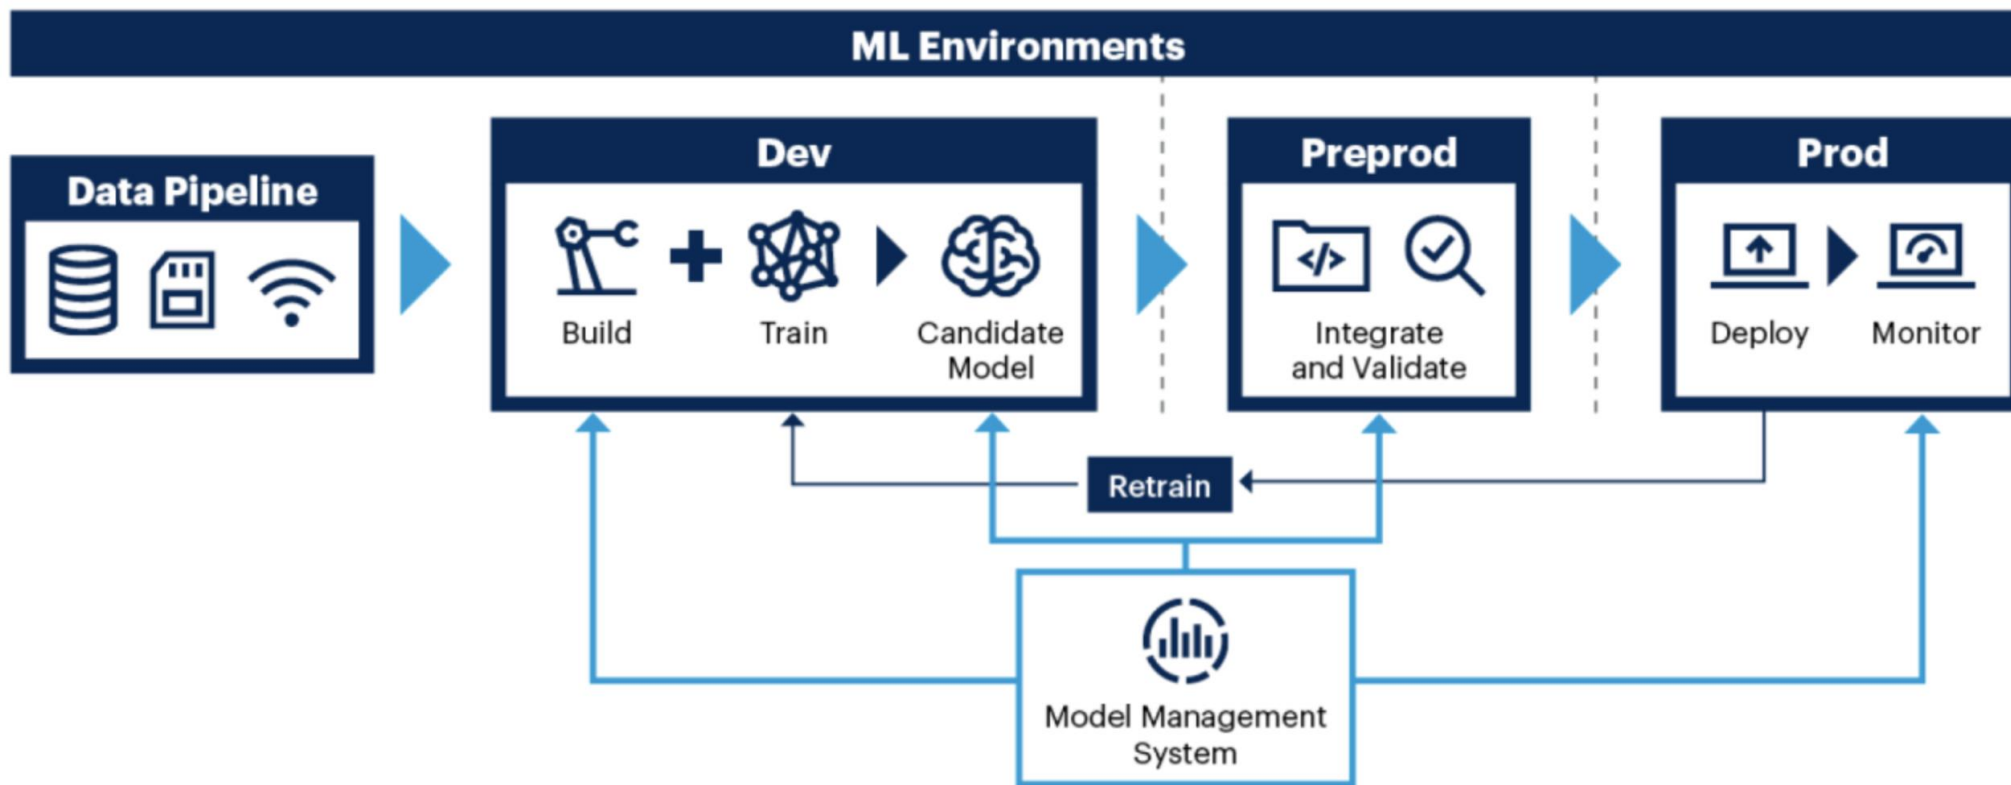 ML Environments
Data Pipeline
Dev
Build
Train
Candidate
Model
Preprod
</>
Integrate
and Validate
Prod
Deploy
Monitor
Retrain
Model Management
System